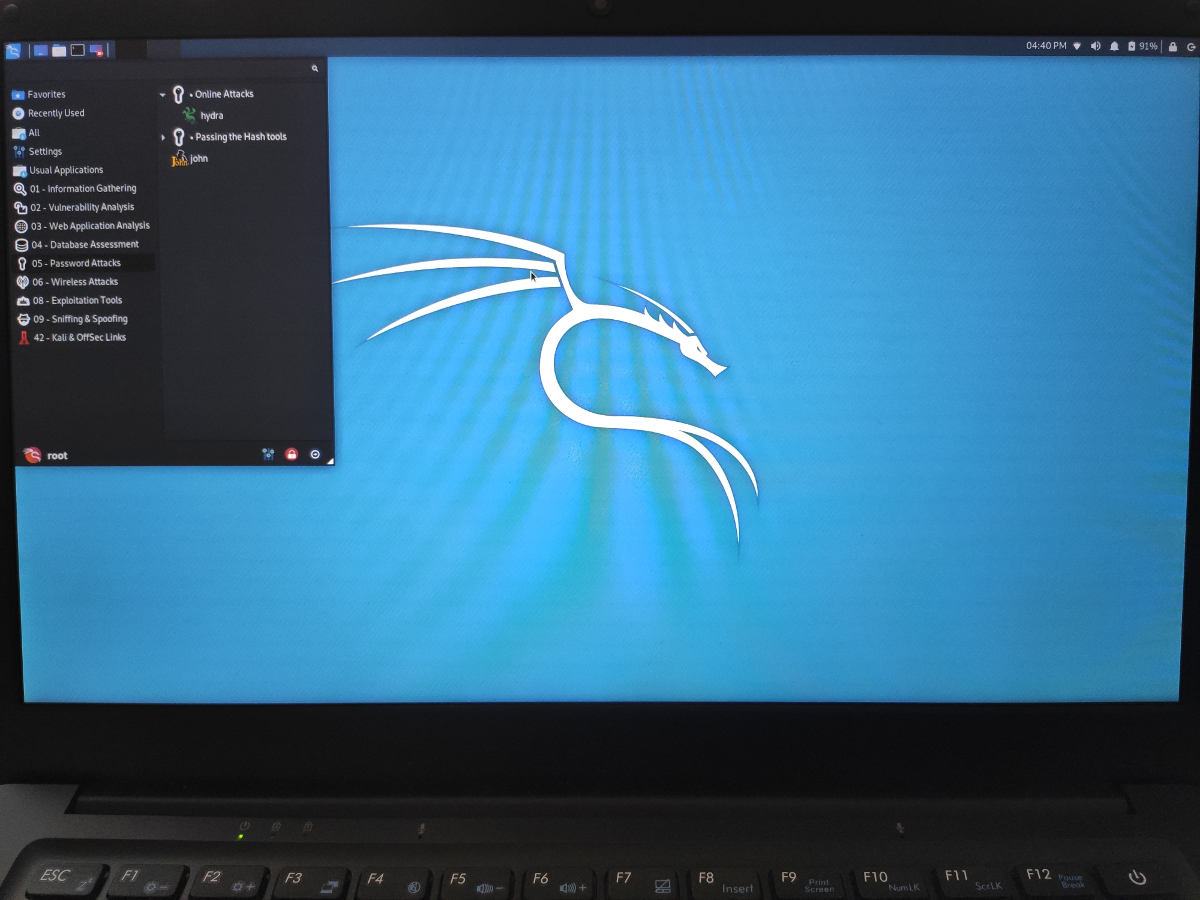 04:40 PM 91%
Favorites
Recently Used
All
Settings
Usual Applications
01 - Information Gathering
02 - Vulnerability Analysis
03 - Web Application Analysis
04 - Database Assessment
05 - Password Attacks
06 - Wireless Attacks
08 - Exploitation Tools
09 - Sniffing & Spoofing
42 - Kali & OffSec Links
• Online Attacks
hydra
• Passing the Hash tools
John john
root
ESC F1 F2 F3 F4 F5 F6 F7 F8 F9 F10 F11 F12
Zz Insert Print Screen NumLK ScrLK Pause Break